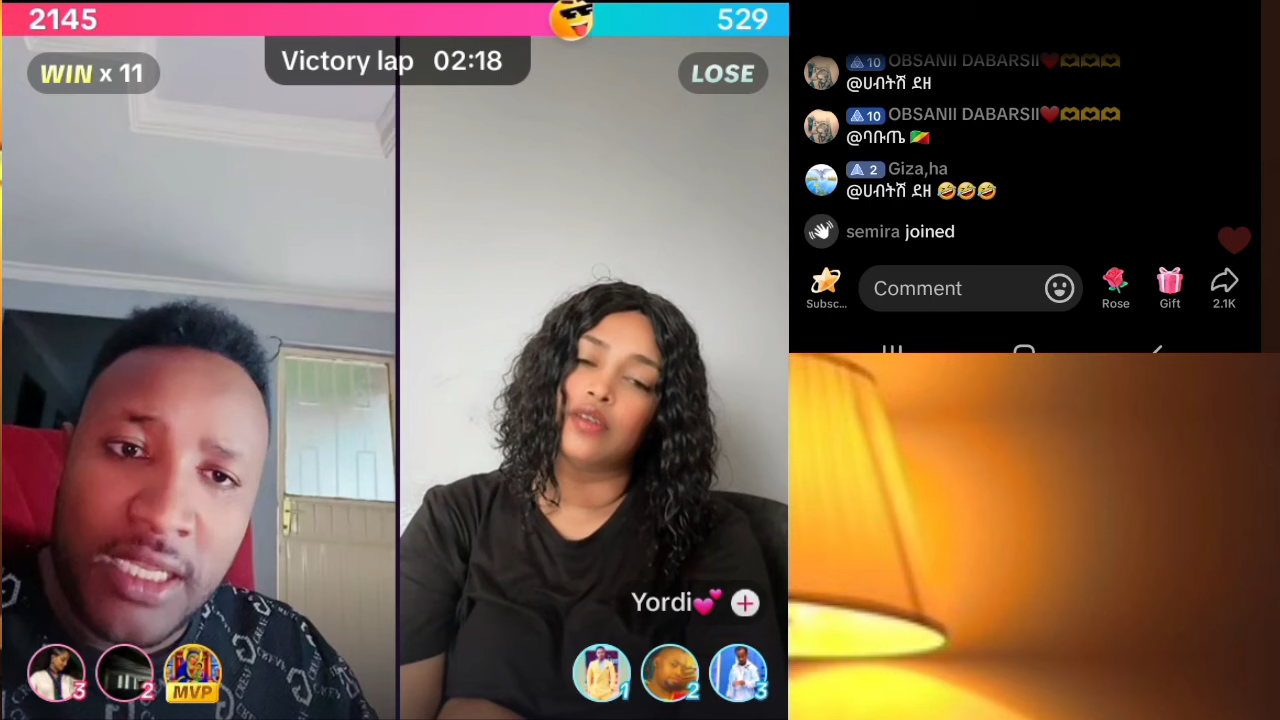 2145
529
WIN x 11
Victory lap 02:18
LOSE
Yordi💕
3
2
MVP
1
2
3
10 OBSANII DABARSII❤️🫶🫶🫶
@ሀብትሽ ደዘ
10 OBSANII DABARSII❤️🫶🫶🫶
@ባቡጤ 🇨🇬
2 Giza,ha
@ሀብትሽ ደዘ 🤣🤣🤣
semira joined
Comment
Subsc...
Rose
Gift
2.1K